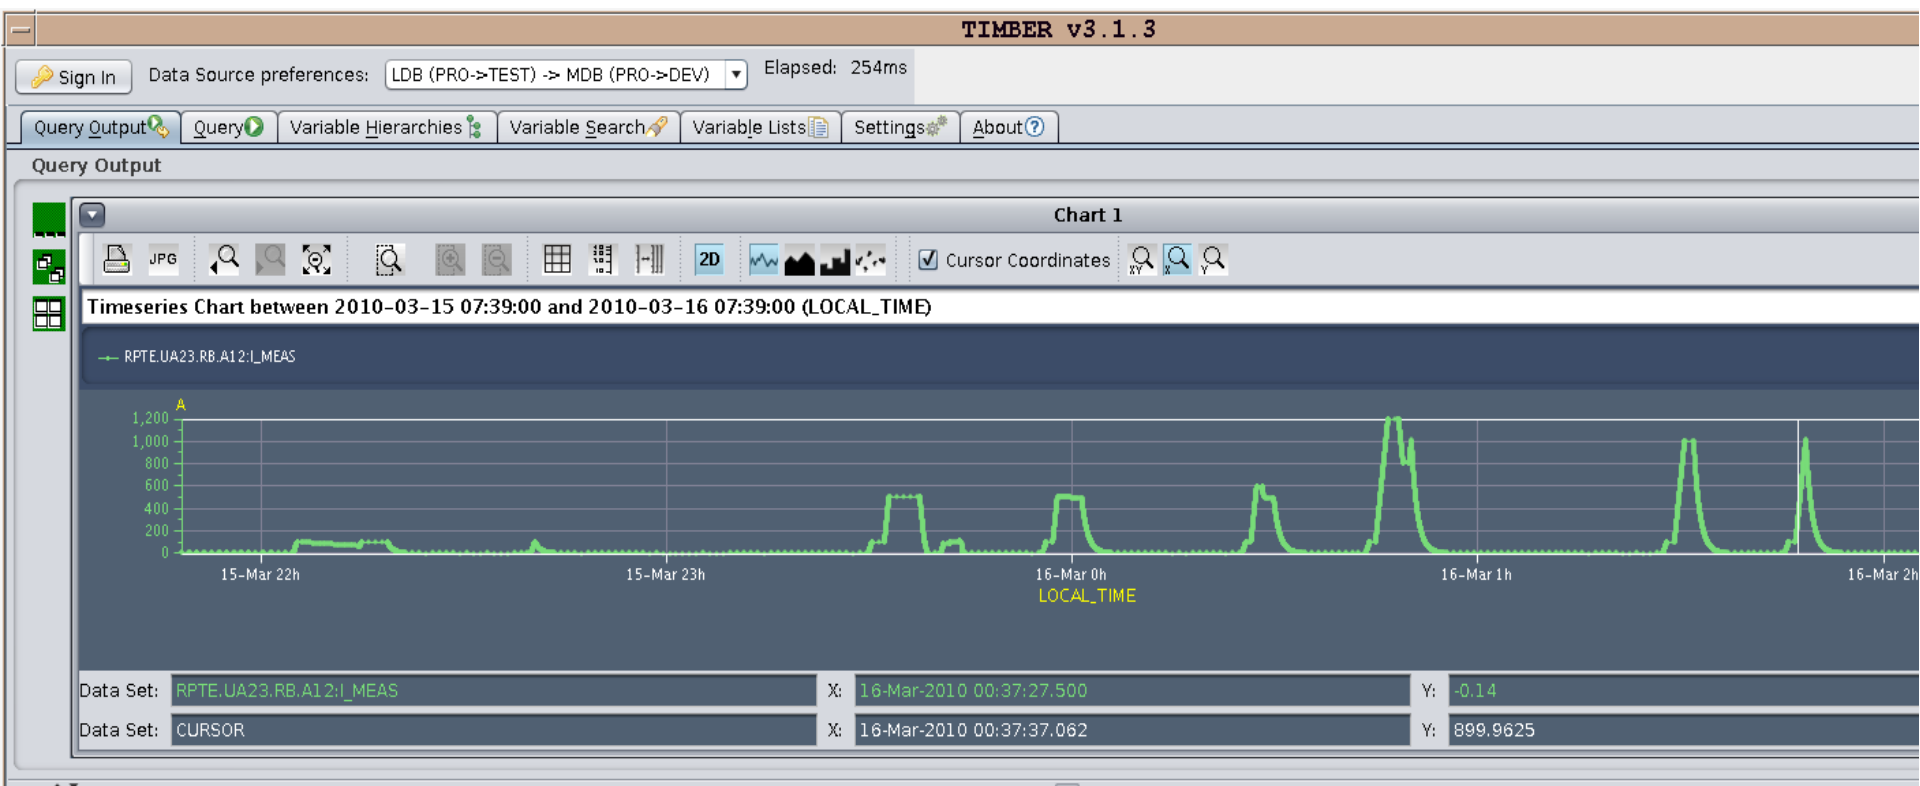 TIMBER v3.1.3
Sign In Data Source preferences: LDB (PRO->TEST) -> MDB (PRO->DEV) Elapsed: 254ms
Query Output Query Variable Hierarchies Variable Search Variable Lists Settings About
Query Output
Chart 1
JPG 2D Cursor Coordinates XY X Y
Timeseries Chart between 2010-03-15 07:39:00 and 2010-03-16 07:39:00 (LOCAL_TIME)
RPTE.UA23.RB.A12:I_MEAS
A
1,200
1,000
800
600
400
200
0
15-Mar 22h 15-Mar 23h 16-Mar 0h 16-Mar 1h 16-Mar 2h
LOCAL_TIME
Data Set: RPTE.UA23.RB.A12:I_MEAS X: 16-Mar-2010 00:37:27.500 Y: -0.14
Data Set: CURSOR X: 16-Mar-2010 00:37:37.062 Y: 899.9625